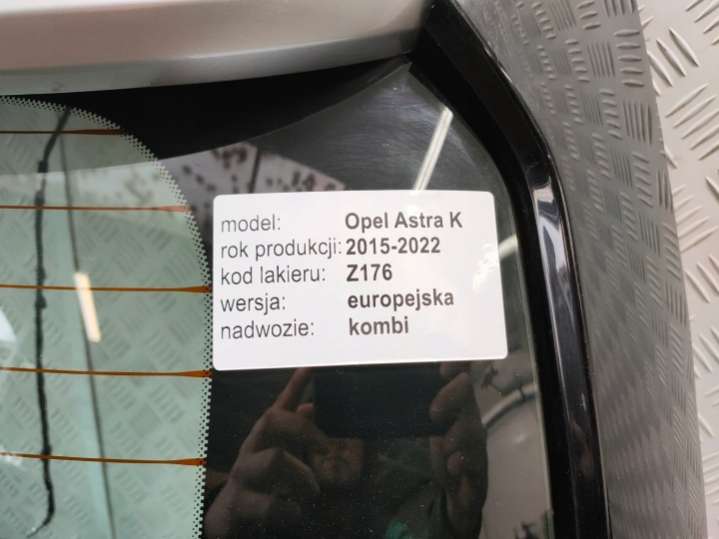 model: Opel Astra K
rok produkcji: 2015-2022
kod lakieru: Z176
wersja: europejska
nadwozie: kombi